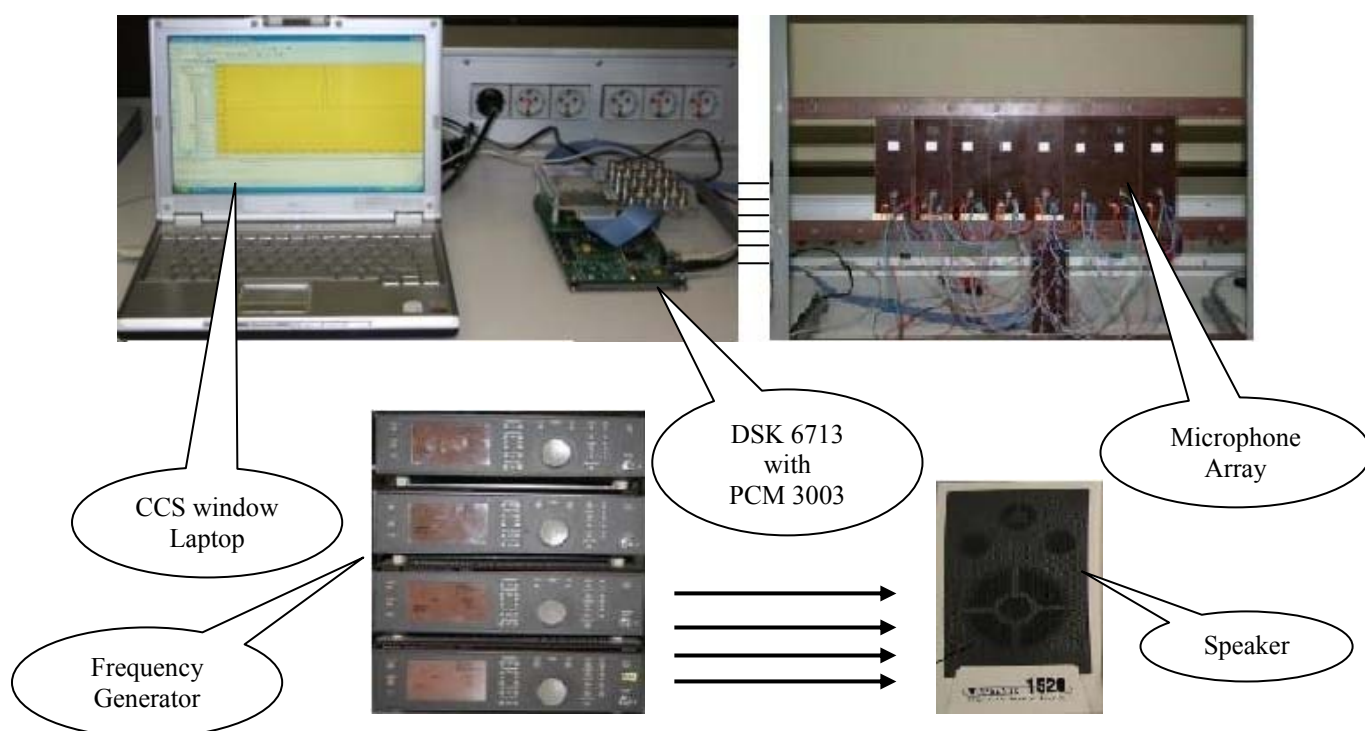 DSK 6713
with
PCM 3003
Microphone
Array
CCS window
Laptop
Frequency
Generator
Speaker
1520